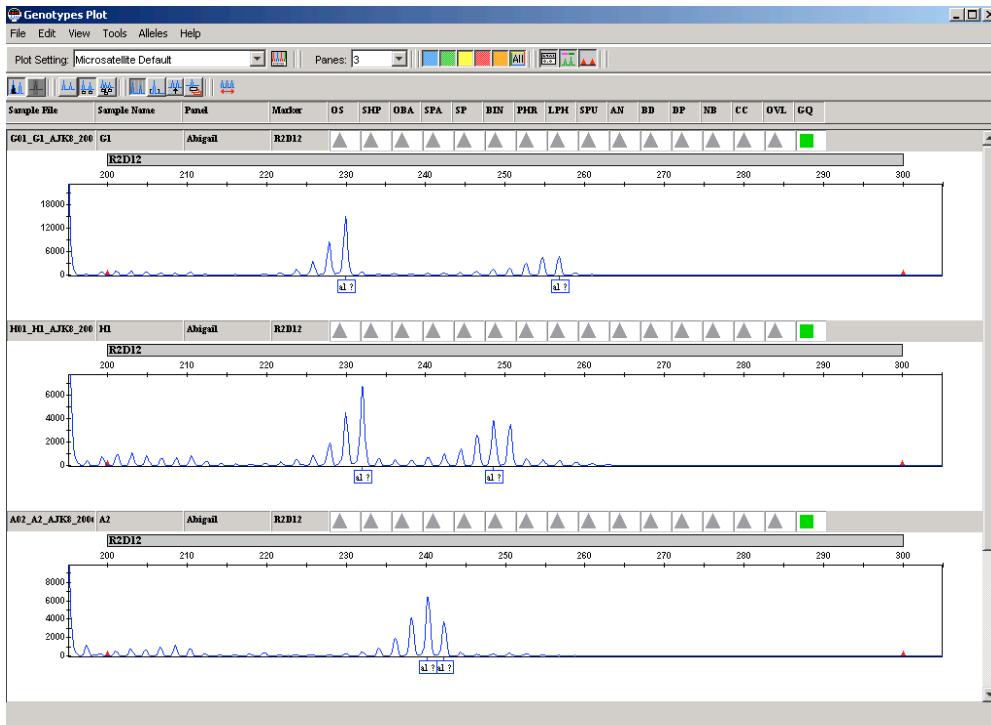 Genotypes Plot
File Edit View Tools Alleles Help
Plot Setting: Microsatellite Default Panes: 3 All
Sample File Sample Name Panel Marker OS SHP OBA SPA SP BIN PHR LPH SPU AN BD DP NB CC OVL GQ
G01_G1_AJK8_200 G1 Abigail R2D12
R2D12
200 210 220 230 240 250 260 270 280 290 300
18000
12000
6000
0
al ? al ?
H01_H1_AJK8_200 H1 Abigail R2D12
R2D12
200 210 220 230 240 250 260 270 280 290 300
6000
4000
2000
0
al ? al ?
A02_A2_AJK8_200 A2 Abigail R2D12
R2D12
200 210 220 230 240 250 260 270 280 290 300
8000
6000
4000
2000
0
al ? al ?